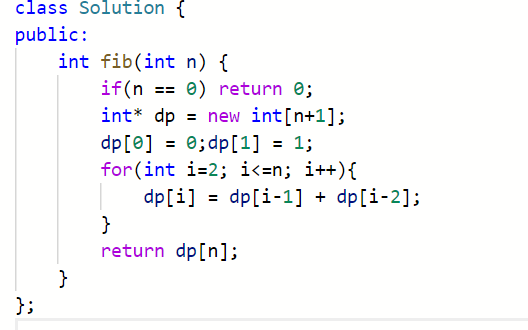 class Solution {
public:
    int fib(int n) {
        if(n == 0) return 0;
        int* dp = new int[n+1];
        dp[0] = 0;dp[1] = 1;
        for(int i=2; i<=n; i++){
            dp[i] = dp[i-1] + dp[i-2];
        }
        return dp[n];
    }
};